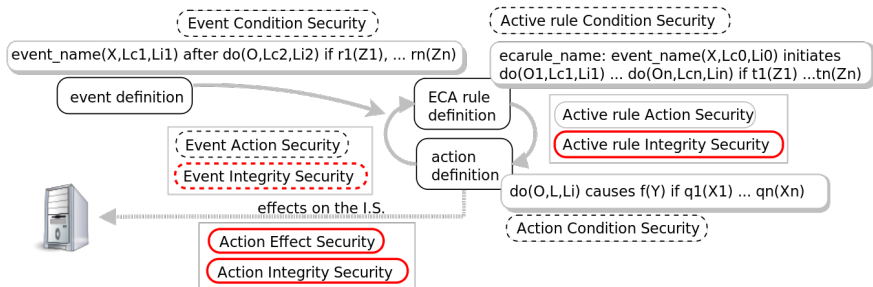 Event Condition Security
Active rule Condition Security
event_name(X,Lc1,Li1) after do(O,Lc2,Li2) if r1(Z1), ... rn(Zn)
ecarule_name: event_name(X,Lc0,Li0) initiates
do(O1,Lc1,Li1) ... do(On,Lcn,Lin) if t1(Z1) ...tn(Zn)
event definition
ECA rule
definition
Active rule Action Security
Active rule Integrity Security
Event Action Security
Event Integrity Security
action
definition
do(O,L,Li) causes f(Y) if q1(X1) ... qn(Xn)
effects on the I.S.
Action Condition Security
Action Effect Security
Action Integrity Security